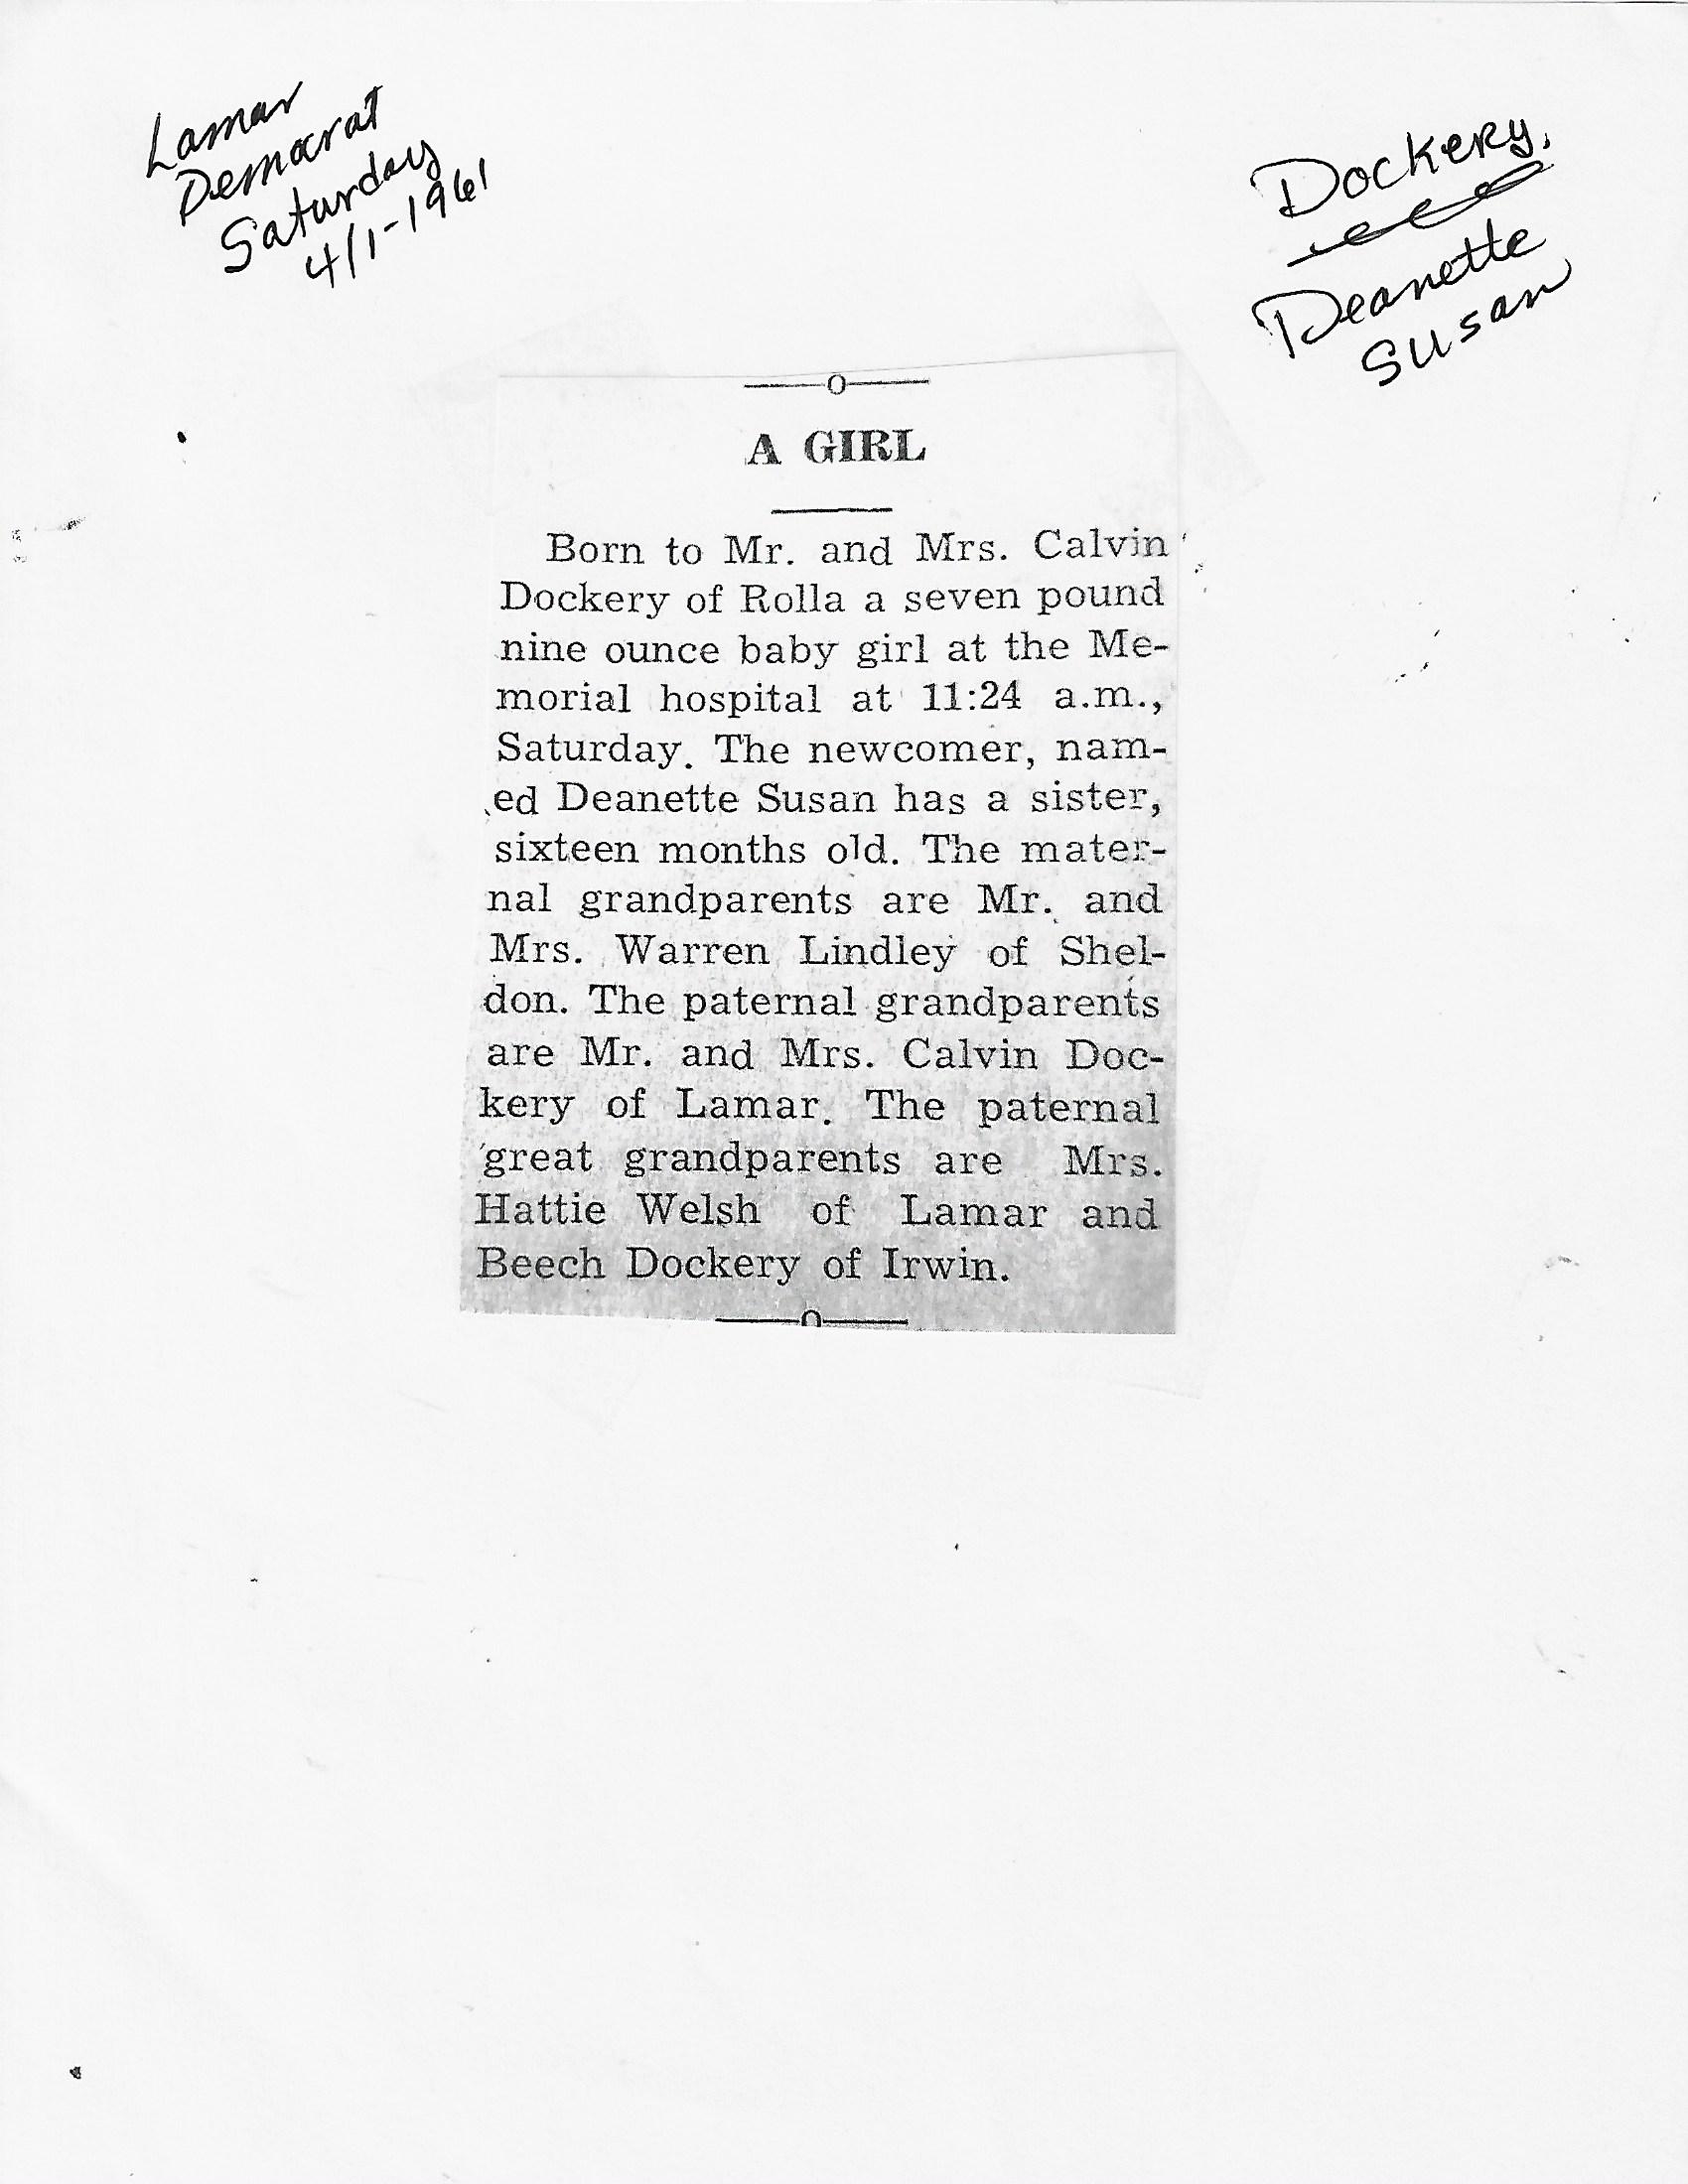 Lamar
Democrat
Saturday
4/1-1961
Dockery,
Deanette
Susan
A GIRL
Born to Mr. and Mrs. Calvin
Dockery of Rolla a seven pound
nine ounce baby girl at the Me-
morial hospital at 11:24 a.m.,
Saturday. The newcomer, nam-
ed Deanette Susan has a sister,
sixteen months old. The mater-
nal grandparents are Mr. and
Mrs. Warren Lindley of Shel-
don. The paternal grandparents
are Mr. and Mrs. Calvin Doc-
kery of Lamar. The paternal
great grandparents are Mrs.
Hattie Welsh of Lamar and
Beech Dockery of Irwin.